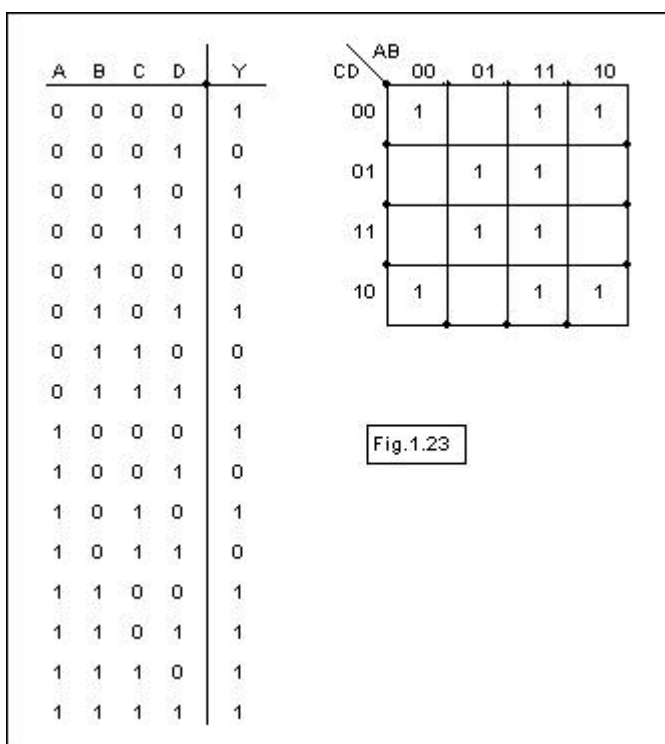 A B C D Y
0 0 0 0 1
0 0 0 1 0
0 0 1 0 1
0 0 1 1 0
0 1 0 0 0
0 1 0 1 1
0 1 1 0 0
0 1 1 1 1
1 0 0 0 1
1 0 0 1 0
1 0 1 0 1
1 0 1 1 0
1 1 0 0 1
1 1 0 1 1
1 1 1 0 1
1 1 1 1 1
AB
CD 00 01 11 10
00 1 1 1
01 1 1
11 1 1
10 1 1 1
Fig.1.23